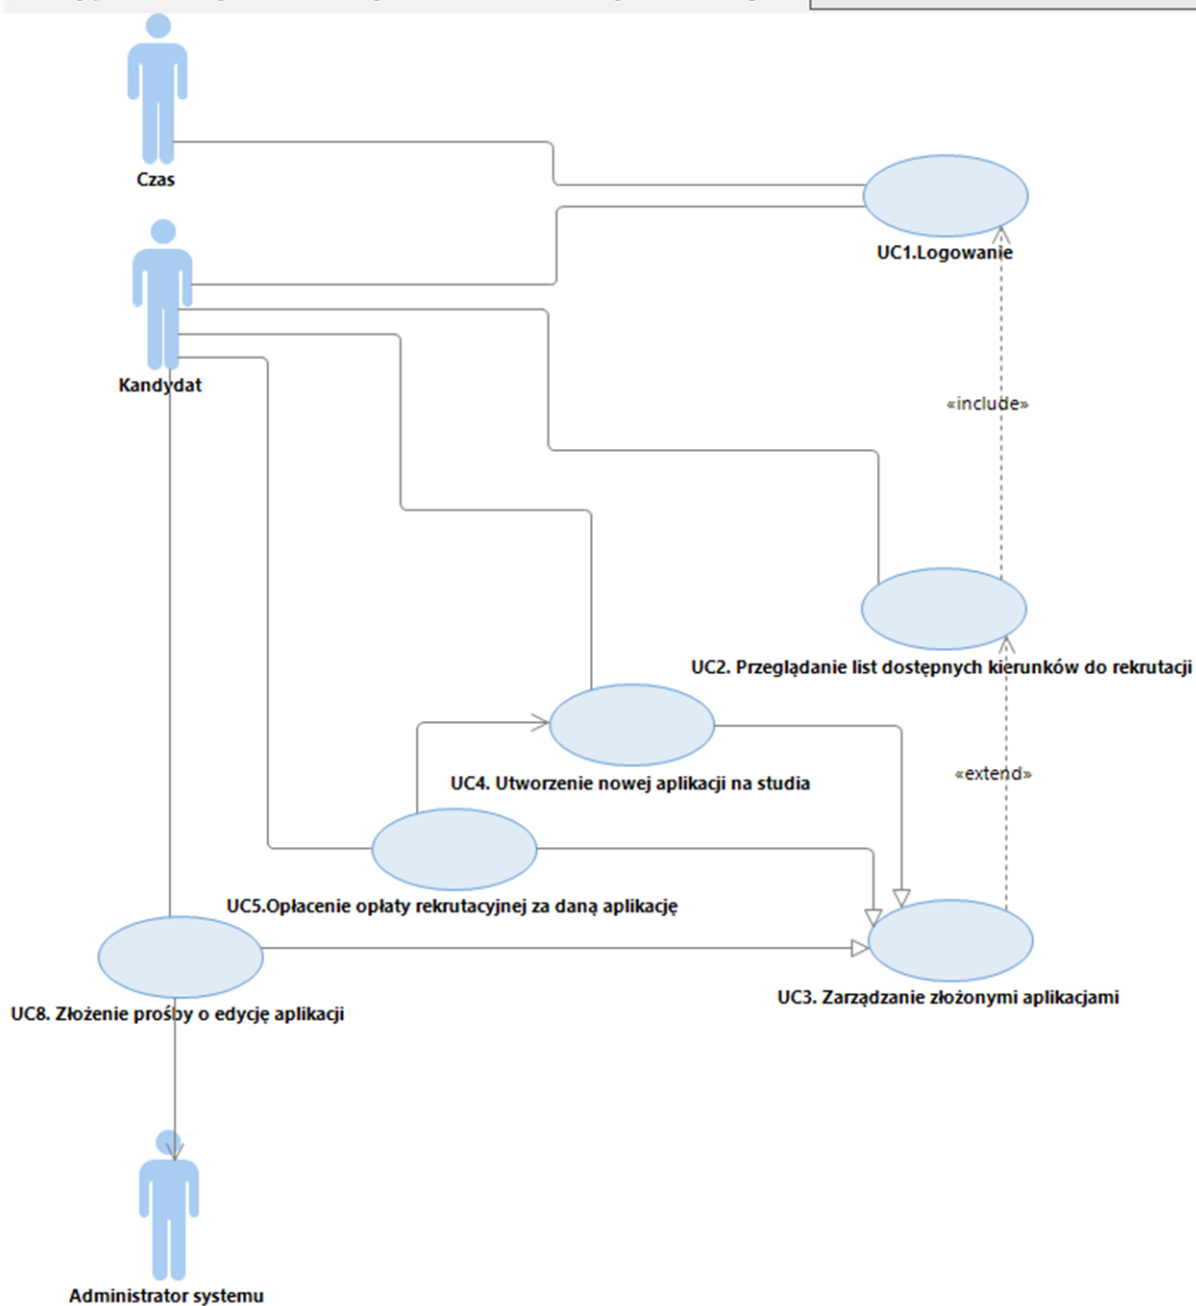 Czas
UC1.Logowanie
Kandydat
«include»
UC2. Przeglądanie list dostępnych kierunków do rekrutacji
«extend»
UC4. Utworzenie nowej aplikacji na studia
UC5.Opłacenie opłaty rekrutacyjnej za daną aplikację
UC3. Zarządzanie złożonymi aplikacjami
UC8. Złożenie prośby o edycję aplikacji
Administrator systemu